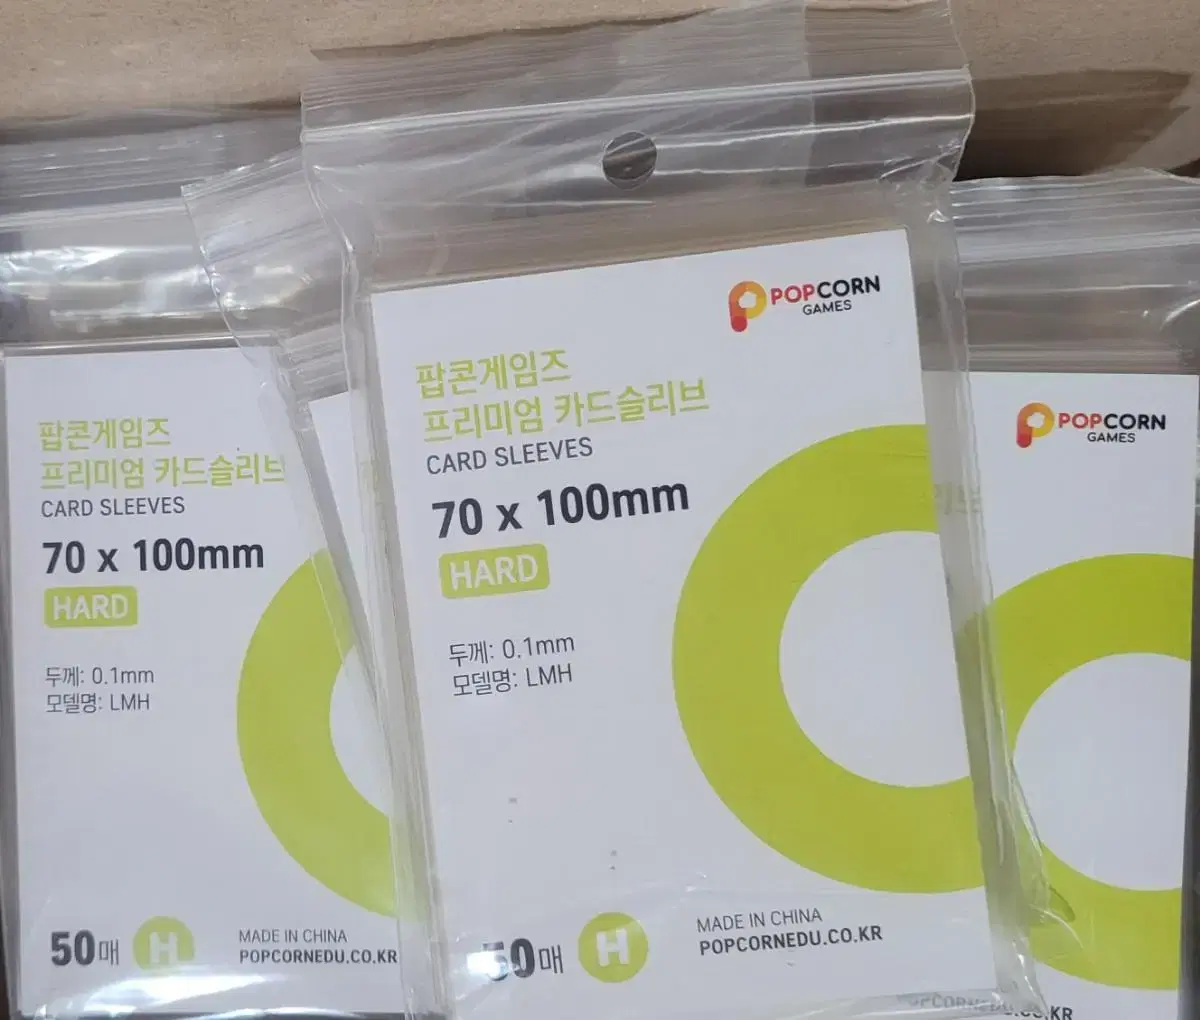 팝콘게임즈
프리미엄 카드슬리브
CARD SLEEVES
70 x 100mm
HARD
두께: 0.1mm
모델명: LMH
50매
H
MADE IN CHINA
POPCORNEDU.CO.KR
POPCORN
GAMES
팝콘게임즈
프리미엄 카드슬리브
CARD SLEEVES
70 x 100mm
HARD
두께: 0.1mm
모델명: LMH
50매
H
MADE IN CHINA
POPCORNEDU.CO.KR
POPCORN
GAMES